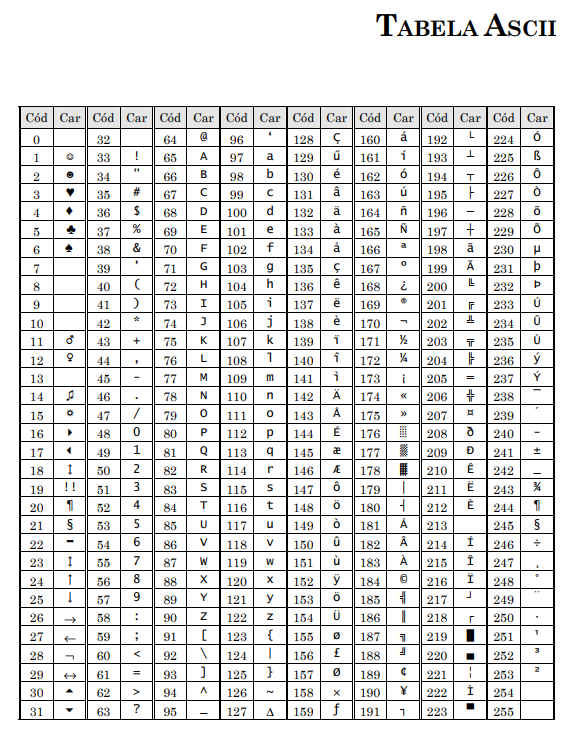 TABELA ASCII
Cód Car Cód Car Cód Car Cód Car Cód Car Cód Car Cód Car Cód Car
0 32 64 @ 96 ‘ 128 Ç 160 á 192 └ 224 Ó
1 ☺ 33 ! 65 A 97 a 129 ű 161 í 193 ┴ 225 ß
2 ☻ 34 " 66 B 98 b 130 é 162 ó 194 ┬ 226 Ô
3 ♥ 35 # 67 C 99 c 131 â 163 ú 195 ├ 227 Ò
4 ♦ 36 $ 68 D 100 d 132 ä 164 ñ 196 ─ 228 õ
5 ♣ 37 % 69 E 101 e 133 à 165 Ñ 197 ┼ 229 Õ
6 ♠ 38 & 70 F 102 f 134 å 166 ª 198 ã 230 µ
7 39 ' 71 G 103 g 135 ç 167 º 199 Ã 231 þ
8 40 ( 72 H 104 h 136 ê 168 ¿ 200 ╚ 232 Þ
9 41 ) 73 I 105 i 137 ë 169 ® 201 ╔ 233 Ú
10 42 * 74 J 106 j 138 è 170 ¬ 202 ╩ 234 Û
11 ♂ 43 + 75 K 107 k 139 ï 171 ½ 203 ╦ 235 Ù
12 ♀ 44 , 76 L 108 l 140 î 172 ¼ 204 ╠ 236 ý
13 45 - 77 M 109 m 141 ì 173 ¡ 205 ═ 237 Ý
14 ♫ 46 . 78 N 110 n 142 Ä 174 « 206 ╬ 238 ¯
15 ☼ 47 / 79 O 111 o 143 Å 175 » 207 ¤ 239 ´
16 ► 48 0 80 P 112 p 144 É 176 ░ 208 ð 240 -
17 ◄ 49 1 81 Q 113 q 145 æ 177 ▒ 209 Ð 241 ±
18 ↕ 50 2 82 R 114 r 146 Æ 178 ▓ 210 Ê 242 _
19 !! 51 3 83 S 115 s 147 ô 179 │ 211 Ë 243 ¾
20 ¶ 52 4 84 T 116 t 148 ö 180 ┤ 212 È 244 ¶
21 § 53 5 85 U 117 u 149 ò 181 Á 213 245 §
22 ▬ 54 6 86 V 118 v 150 û 182 Â 214 Í 246 ÷
23 ↕ 55 7 87 W 119 w 151 ù 183 À 215 Î 247 ¸
24 ↑ 56 8 88 X 120 x 152 ÿ 184 © 216 Ï 248 °
25 ↓ 57 9 89 Y 121 y 153 ö 185 ╣ 217 ┘ 249 ¨
26 → 58 : 90 Z 122 z 154 Ü 186 ║ 218 ┌ 250 ·
27 ← 59 ; 91 [ 123 { 155 ø 187 ╗ 219 █ 251 ¹
28 ¬ 60 < 92 \ 124 | 156 £ 188 ╝ 220 ▄ 252 ³
29 ↔ 61 = 93 ] 125 } 157 Ø 189 ¢ 221 ¦ 253 ²
30 ▲ 62 > 94 ^ 126 ~ 158 × 190 ¥ 222 Ì 254
31 ▼ 63 ? 95 _ 127 ∆ 159 ƒ 191 ┐ 223 ▀ 255